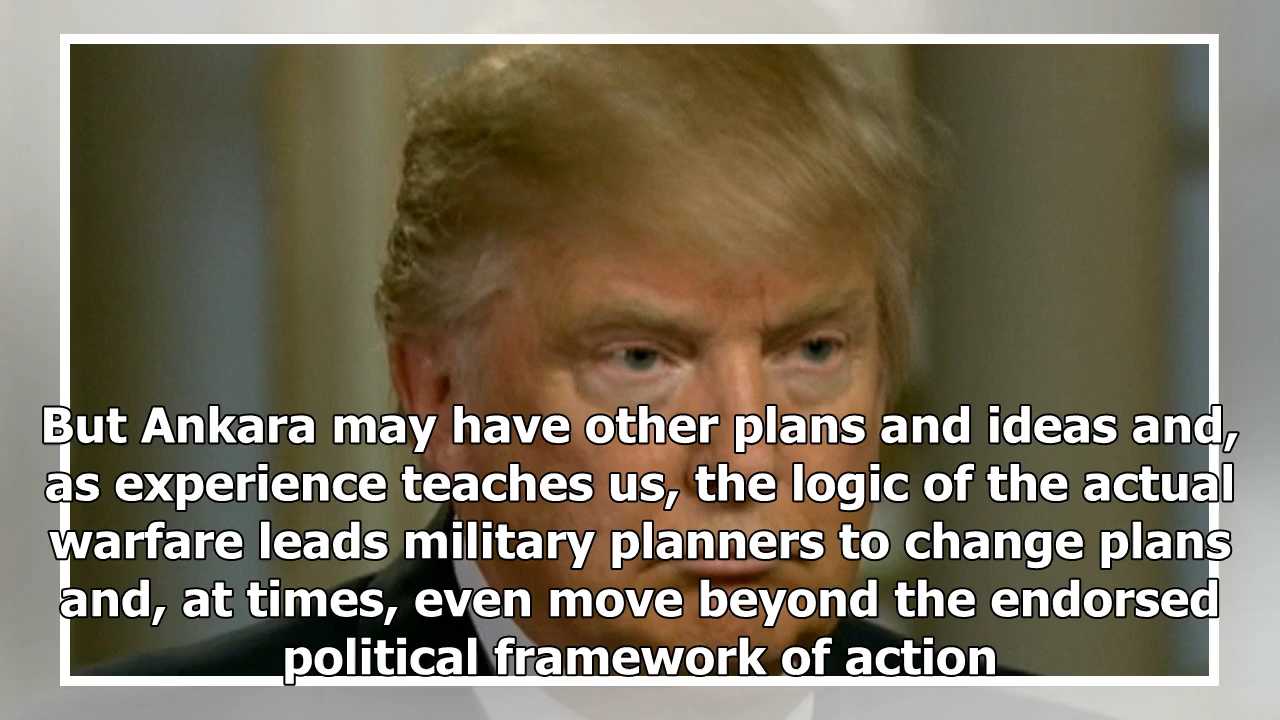 But Ankara may have other plans and ideas and,
as experience teaches us, the logic of the actual
warfare leads military planners to change plans
and, at times, even move beyond the endorsed
political framework of action